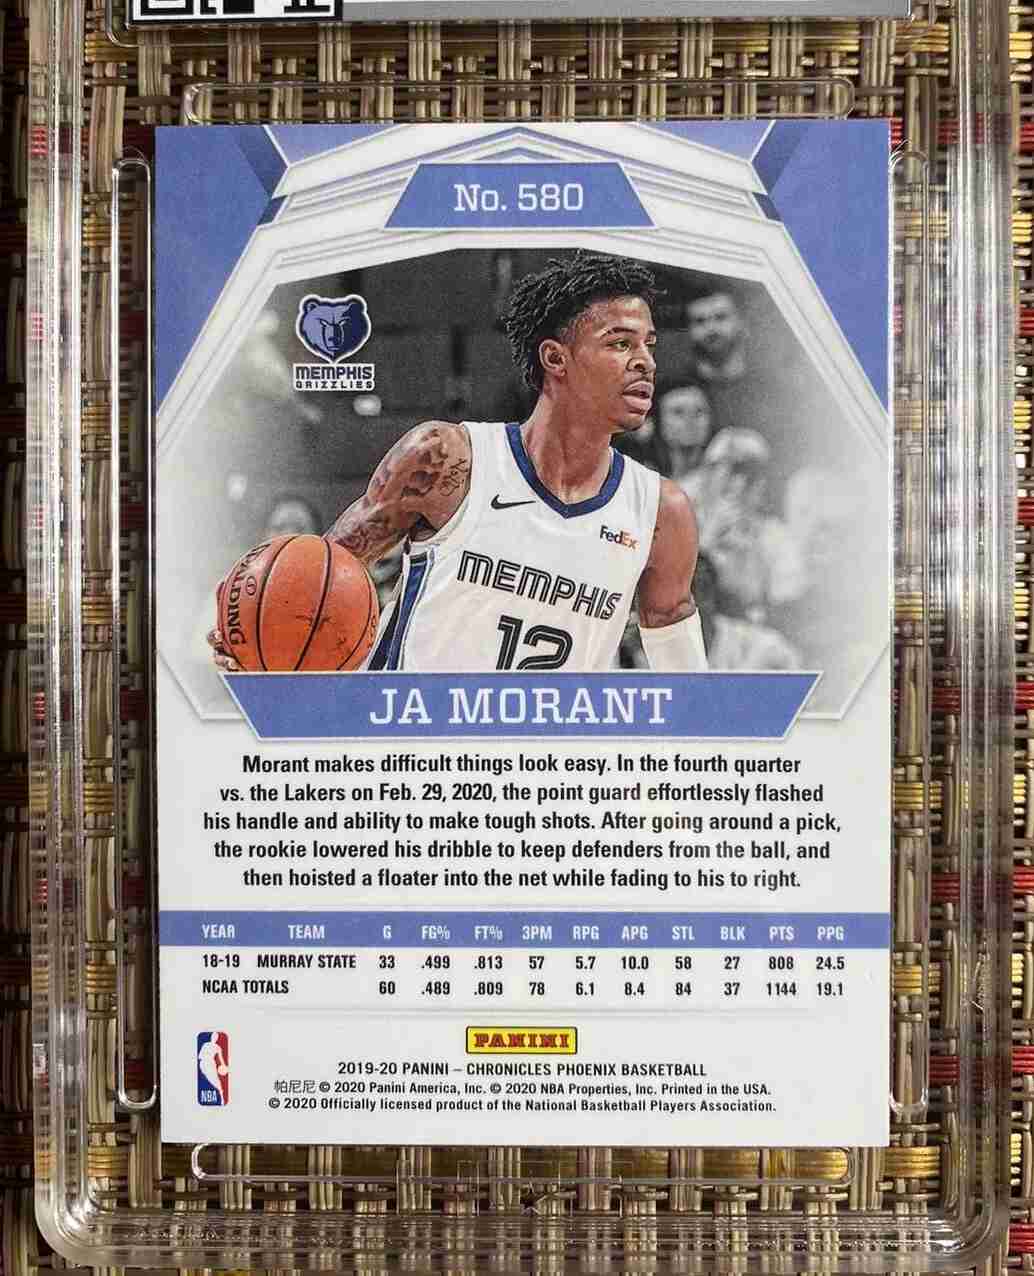 No. 580
MEMPHIS
GRIZZLIES
FedEx
SPALDING
MEMPHIS
12
JA MORANT
Morant makes difficult things look easy. In the fourth quarter
vs. the Lakers on Feb. 29, 2020, the point guard effortlessly flashed
his handle and ability to make tough shots. After going around a pick,
the rookie lowered his dribble to keep defenders from the ball, and
then hoisted a floater into the net while fading to his to right.
YEAR TEAM G FG% FT% 3PM RPG APG STL BLK PTS PPG
18-19 MURRAY STATE 33 .499 .813 57 5.7 10.0 58 27 808 24.5
NCAA TOTALS 60 .489 .809 78 6.1 8.4 84 37 1144 19.1
PANINI
NBA
2019-20 PANINI – CHRONICLES PHOENIX BASKETBALL
帕尼尼 © 2020 Panini America, Inc. © 2020 NBA Properties, Inc. Printed in the USA.
© 2020 Officially licensed product of the National Basketball Players Association.